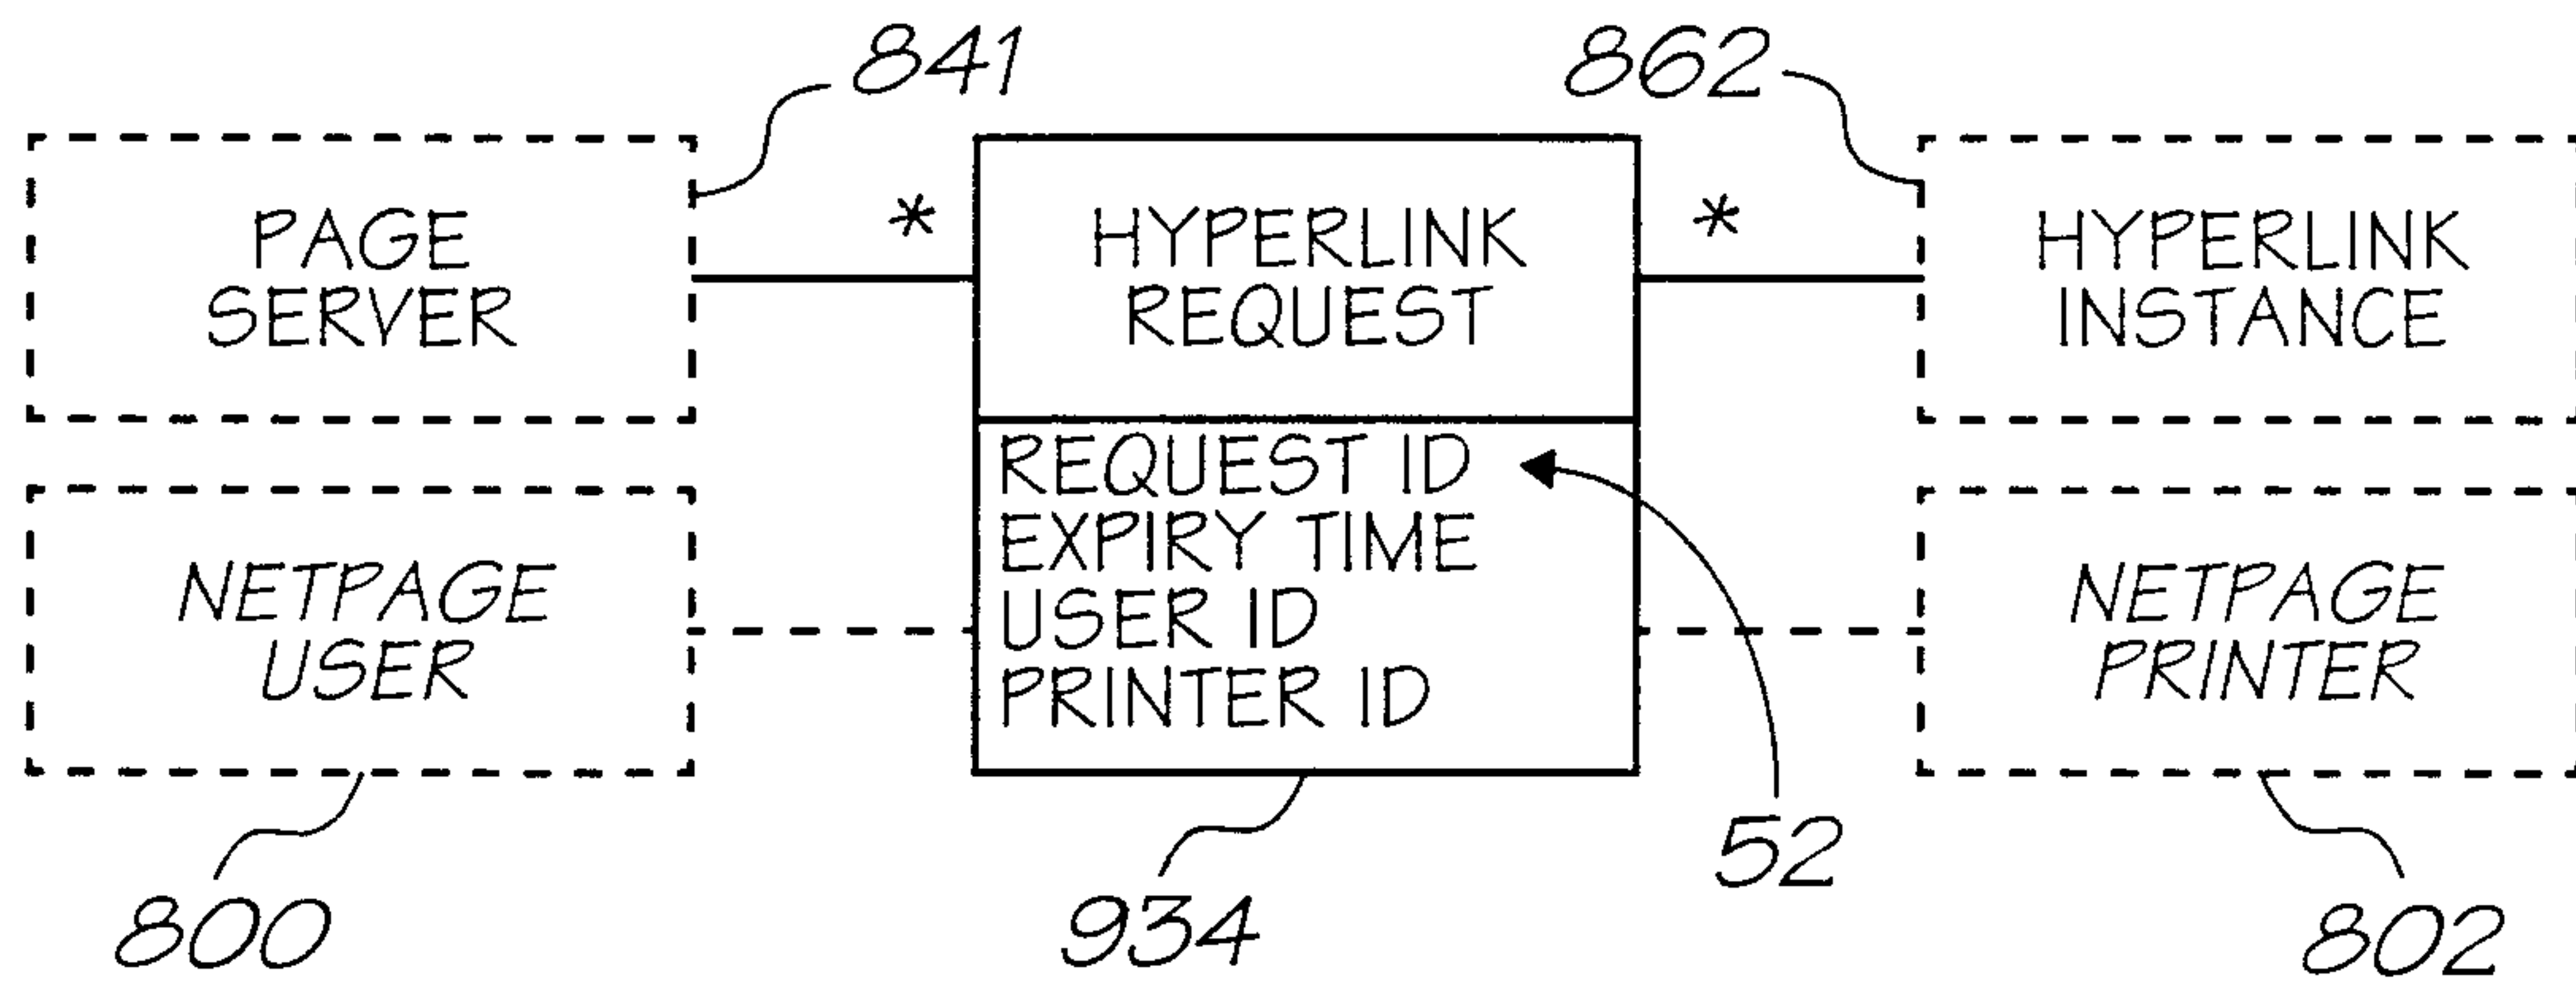 841
862
PAGE
SERVER
*
HYPERLINK
REQUEST
*
HYPERLINK
INSTANCE
REQUEST ID
EXPIRY TIME
USER ID
PRINTER ID
NETPAGE
USER
NETPAGE
PRINTER
800
934
52
802